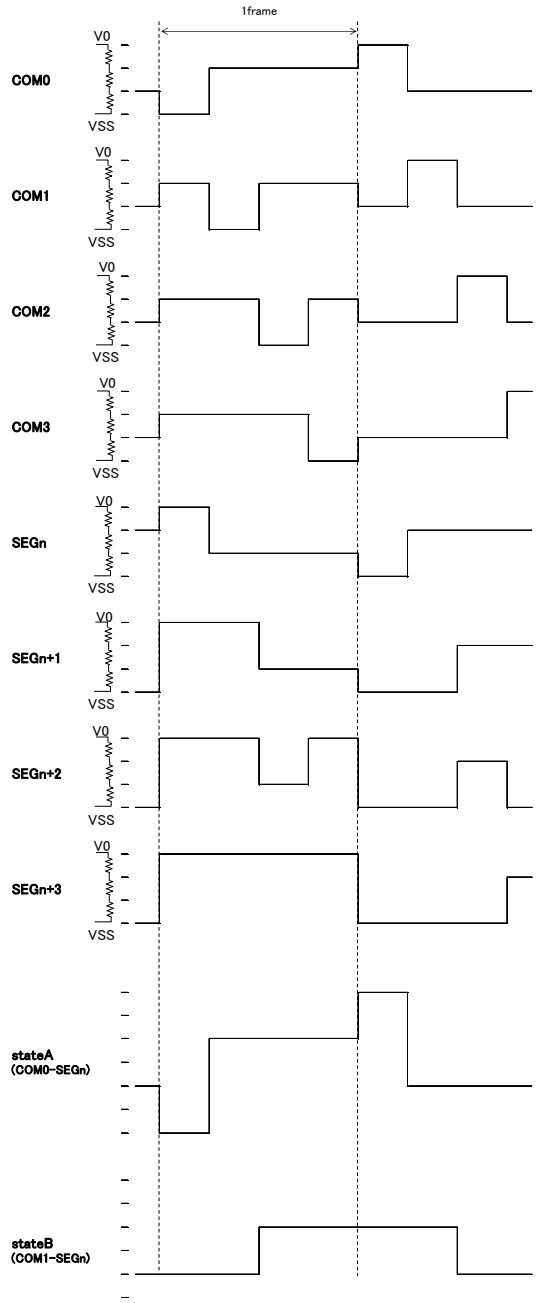 1frame
V0
COM0
VSS
V0
COM1
VSS
V0
COM2
VSS
V0
COM3
VSS
V0
SEGn
VSS
V0
SEGn+1
VSS
V0
SEGn+2
VSS
V0
SEGn+3
VSS
stateA
(COM0-SEGn)
stateB
(COM1-SEGn)